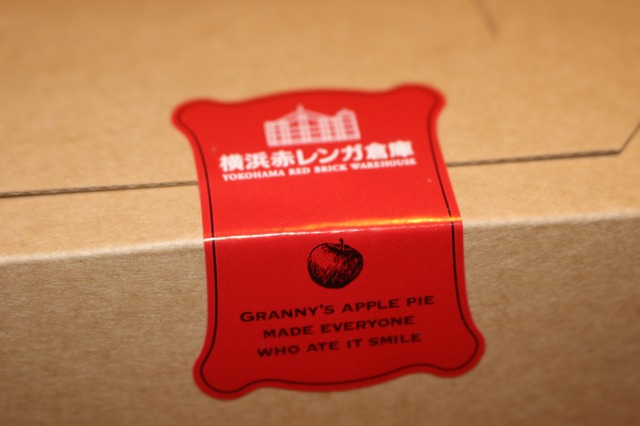 横浜赤レンガ倉庫
YOKOHAMA RED BRICK WAREHOUSE
GRANNY'S APPLE PIE
MADE EVERYONE
WHO ATE IT SMILE